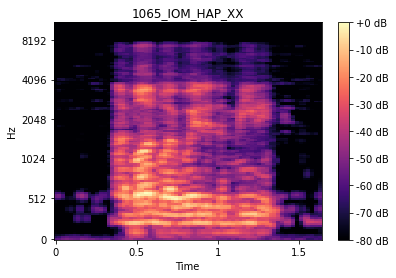 1065_IOM_HAP_XX
Hz
8192
4096
2048
1024
512
0
0
0.5
1
1.5
Time
+0 dB
-10 dB
-20 dB
-30 dB
-40 dB
-50 dB
-60 dB
-70 dB
-80 dB